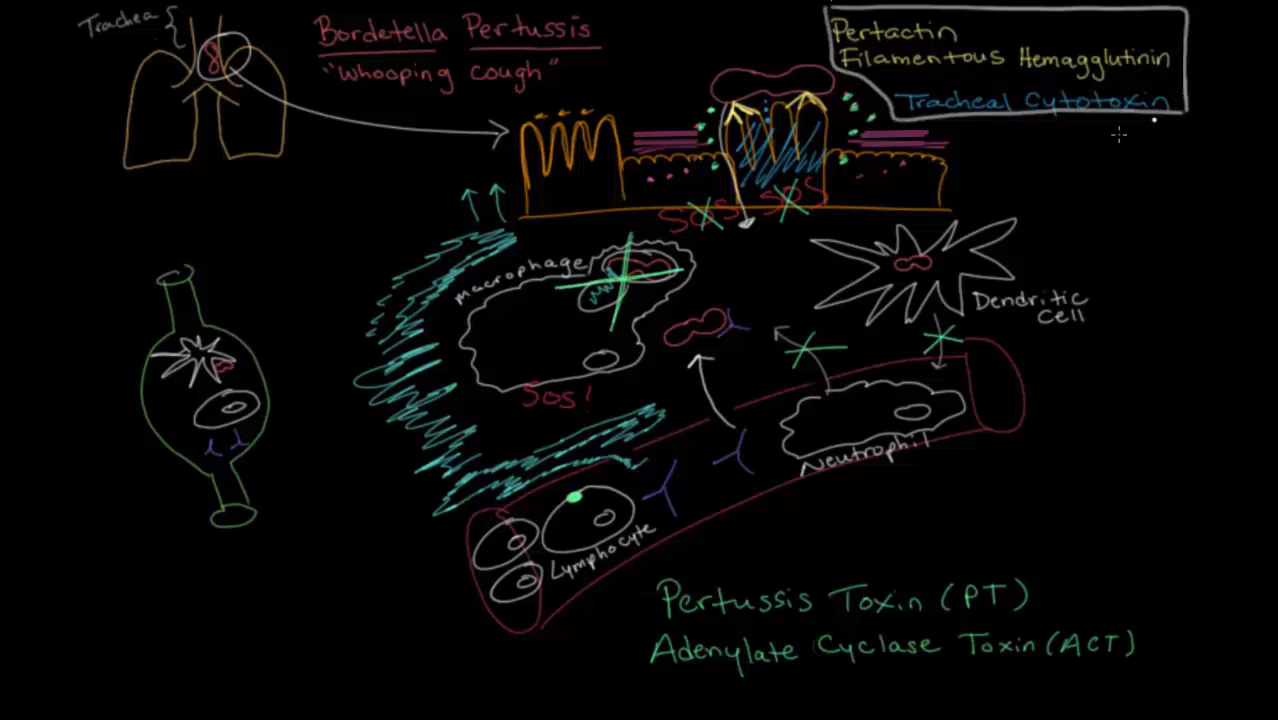 Trachea
Bordetella Pertussis
"Whooping cough"
Pertactin
Filamentous Hemagglutinin
Tracheal Cytotoxin
SOS
SOS
macrophage
Dendritic
cell
SOS!
Neutrophil
Lymphocyte
Pertussis Toxin (PT)
Adenylate Cyclase Toxin (ACT)